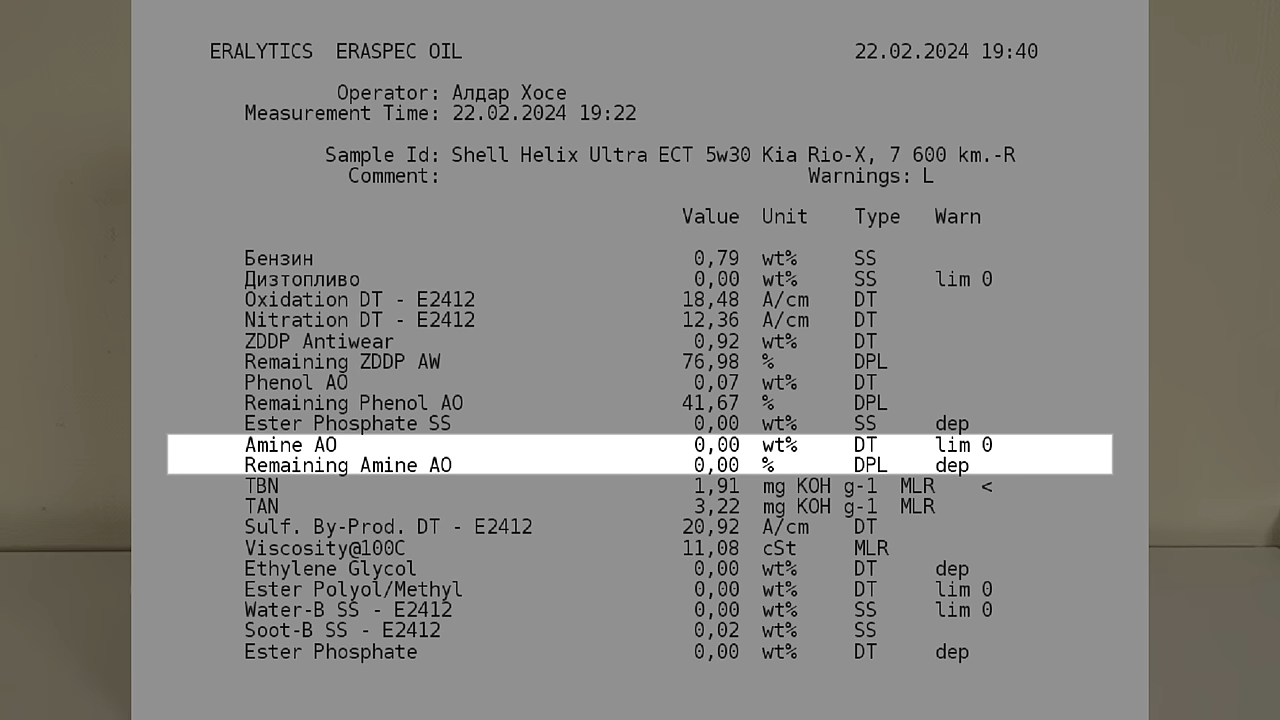 ERALYTICS ERASPEC OIL 22.02.2024 19:40
Operator: Алдар Хосе
Measurement Time: 22.02.2024 19:22
Sample Id: Shell Helix Ultra ECT 5w30 Kia Rio-X, 7 600 km.-R
Comment: Warnings: L
Value Unit Type Warn
Бензин 0,79 wt% SS
Дизтопливо 0,00 wt% SS lim 0
Oxidation DT - E2412 18,48 A/cm DT
Nitration DT - E2412 12,36 A/cm DT
ZDDP Antiwear 0,92 wt% DT
Remaining ZDDP AW 76,98 % DPL
Phenol AO 0,07 wt% DT
Remaining Phenol AO 41,67 % DPL
Ester Phosphate SS 0,00 wt% SS dep
Amine AO 0,00 wt% DT lim 0
Remaining Amine AO 0,00 % DPL dep
TBN 1,91 mg KOH g-1 MLR <
TAN 3,22 mg KOH g-1 MLR
Sulf. By-Prod. DT - E2412 20,92 A/cm DT
Viscosity@100C 11,08 cSt MLR
Ethylene Glycol 0,00 wt% DT dep
Ester Polyol/Methyl 0,00 wt% DT lim 0
Water-B SS - E2412 0,00 wt% SS lim 0
Soot-B SS - E2412 0,02 wt% SS
Ester Phosphate 0,00 wt% DT dep